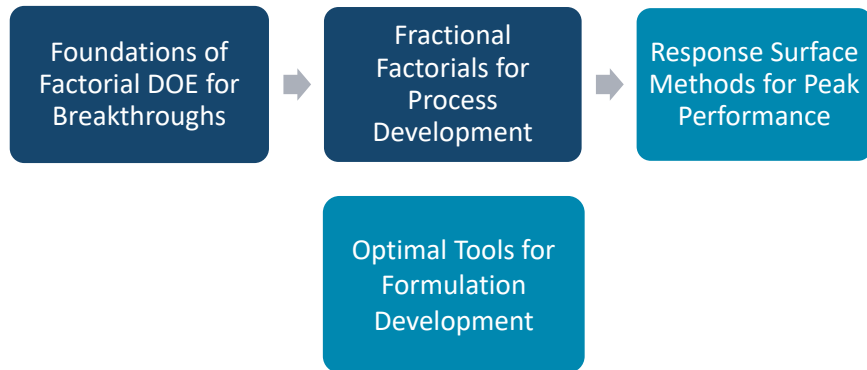 Foundations of
Factorial DOE for
Breakthroughs
Fractional
Factorials for
Process
Development
Response Surface
Methods for Peak
Performance
Optimal Tools for
Formulation
Development